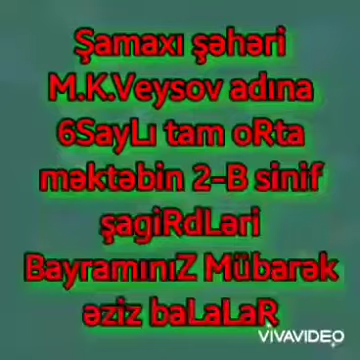 Şamaxı şəhəri
M.K.Veysov adına
6SayLı tam oRta
məktəbin 2-B sinif
şagiRdLəri
BayramınıZ Mübarək
əziz baLaLaR
VIVAVIDEO